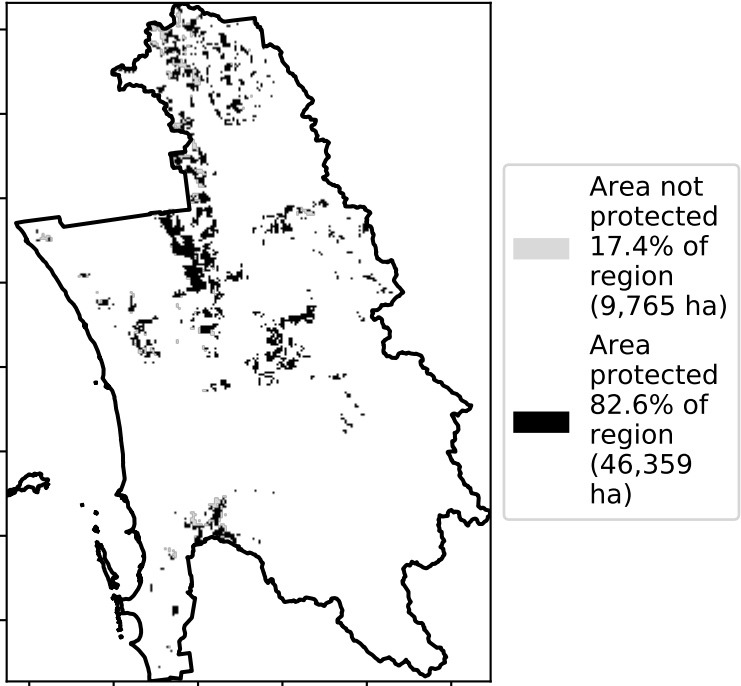 Area not
protected
17.4% of
region
(9,765 ha)
Area
protected
82.6% of
region
(46,359
ha)